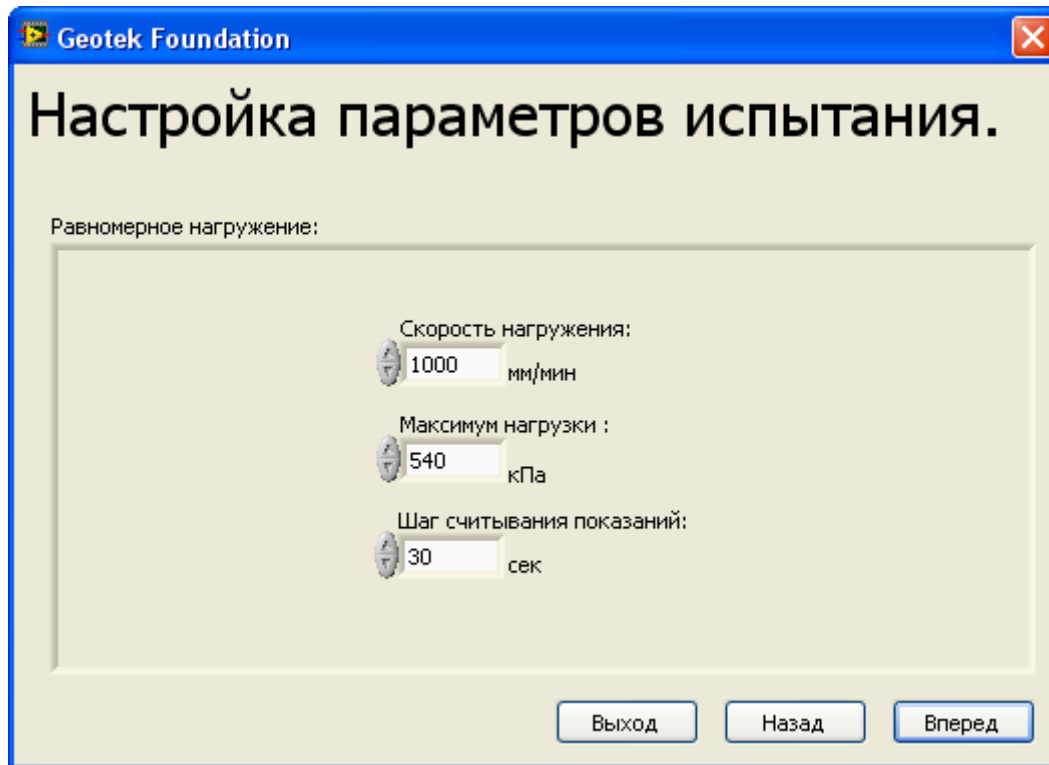 Geotek Foundation
Настройка параметров испытания.
Равномерное нагружение:
Скорость нагружения:
1000 мм/мин
Максимум нагрузки :
540 кПа
Шаг считывания показаний:
30 сек
Выход Назад Вперед